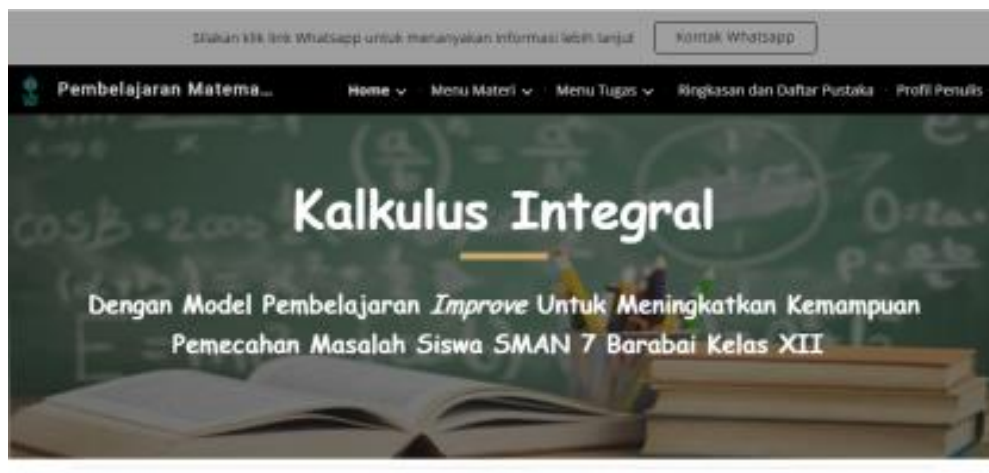 Silakan klik link Whatsapp untuk menanyakan informasi lebih lanjut
Kontak Whatsapp
Pembelajaran Matema...
Home
Menu Materi
Menu Tugas
Ringkasan dan Daftar Pustaka
Profil Penulis
Kalkulus Integral
Dengan Model Pembelajaran Improve Untuk Meningkatkan Kemampuan
Pemecahan Masalah Siswa SMAN 7 Barabai Kelas XII